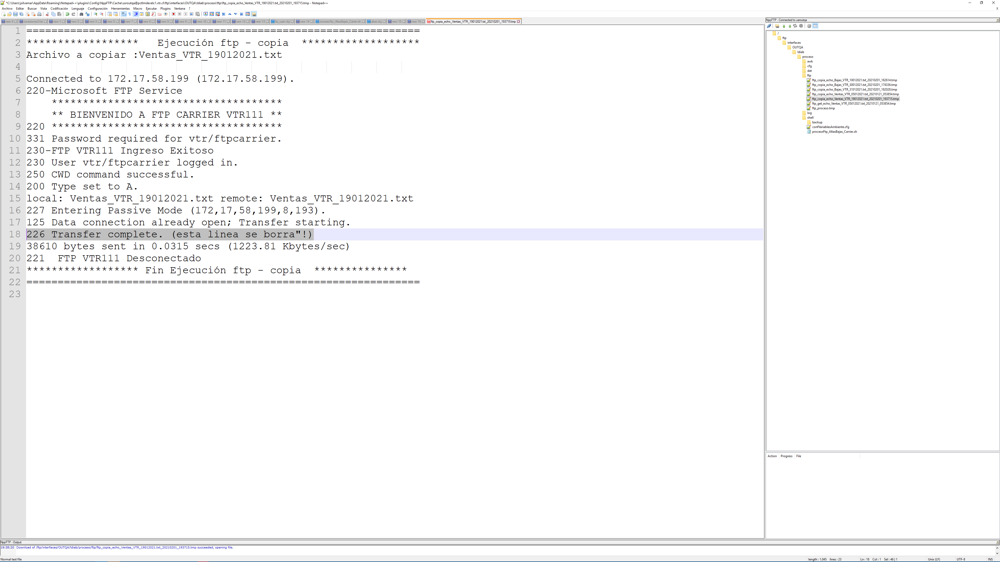 *C:\Users\jsilvamar\AppData\Roaming\Notepad++\plugins\Config\NppFTP\Cache\usroutqa@pctlmdevelc1.vtr.cl\ftp\interfaces\OUTQA\ldiab\proceso\ftp\ftp_copia_echo_Ventas_VTR_19012021.txt_20210201_193715.tmp - Notepad++
Archivo Editar Buscar Vista Codificación Lenguaje Configuración Herramientas Macro Ejecutar Plugins Ventana ? X
new 4 conexiones3.txt new 1 new 2 new 3 new 5 new 7 new 8 new 9 new 6 new 10 new 11 new 12 new 13 ftp_user.cfg new 14 procesoFtp_AltasBajas_Carrier.sh altas.cfg new 15 new 16 ftp_copia_echo_Ventas_VTR_19012021.txt_20210201_193715.tmp
1 ===============================================================
2 ****************** Ejecución ftp - copia *******************
3 Archivo a copiar :Ventas_VTR_19012021.txt
4
5 Connected to 172.17.58.199 (172.17.58.199).
6 220-Microsoft FTP Service
7 *************************************
8 ** BIENVENIDO A FTP CARRIER VTR111 **
9 220 *************************************
10 331 Password required for vtr/ftpcarrier.
11 230-FTP VTR111 Ingreso Exitoso
12 230 User vtr/ftpcarrier logged in.
13 250 CWD command successful.
14 200 Type set to A.
15 local: Ventas_VTR_19012021.txt remote: Ventas_VTR_19012021.txt
16 227 Entering Passive Mode (172,17,58,199,8,193).
17 125 Data connection already open; Transfer starting.
18 226 Transfer complete. (esta linea se borra"!)
19 38610 bytes sent in 0.0315 secs (1223.81 Kbytes/sec)
20 221  FTP VTR111 Desconectado
21 ****************** Fin Ejecución ftp - copia ***************
22 ===============================================================
23
NppFTP - Connected to usroutqa
/
ftp
interfaces
OUTQA
ldiab
proceso
awk
cfg
dat
ftp
ftp_copia_echo_Bajas_VTR_10012021.txt_20210201_182614.tmp
ftp_copia_echo_Bajas_VTR_30012021.txt_20210201_174336.tmp
ftp_copia_echo_Bajas_VTR_31012021.txt_20210201_182028.tmp
ftp_copia_echo_Ventas_VTR_05012021.txt_20210121_053854.tmp
ftp_copia_echo_Ventas_VTR_19012021.txt_20210201_193715.tmp
ftp_get_echo_Ventas_VTR_05012021.txt_20210121_053854.tmp
ftp_proceso.tmp
log
shell
backup
confVariablesAmbiente.cfg
procesoFtp_AltasBajas_Carrier.sh
Action Progress File
NppFTP - Output
19:38:20 Download of /ftp/interfaces/OUTQA/ldiab/proceso/ftp/ftp_copia_echo_Ventas_VTR_19012021.txt_20210201_193715.tmp succeeded, opening file.
Normal text file length : 1.045 lines : 23 Ln : 18 Col : 1 Sel : 46 | 1 Unix (LF) UTF-8 INS